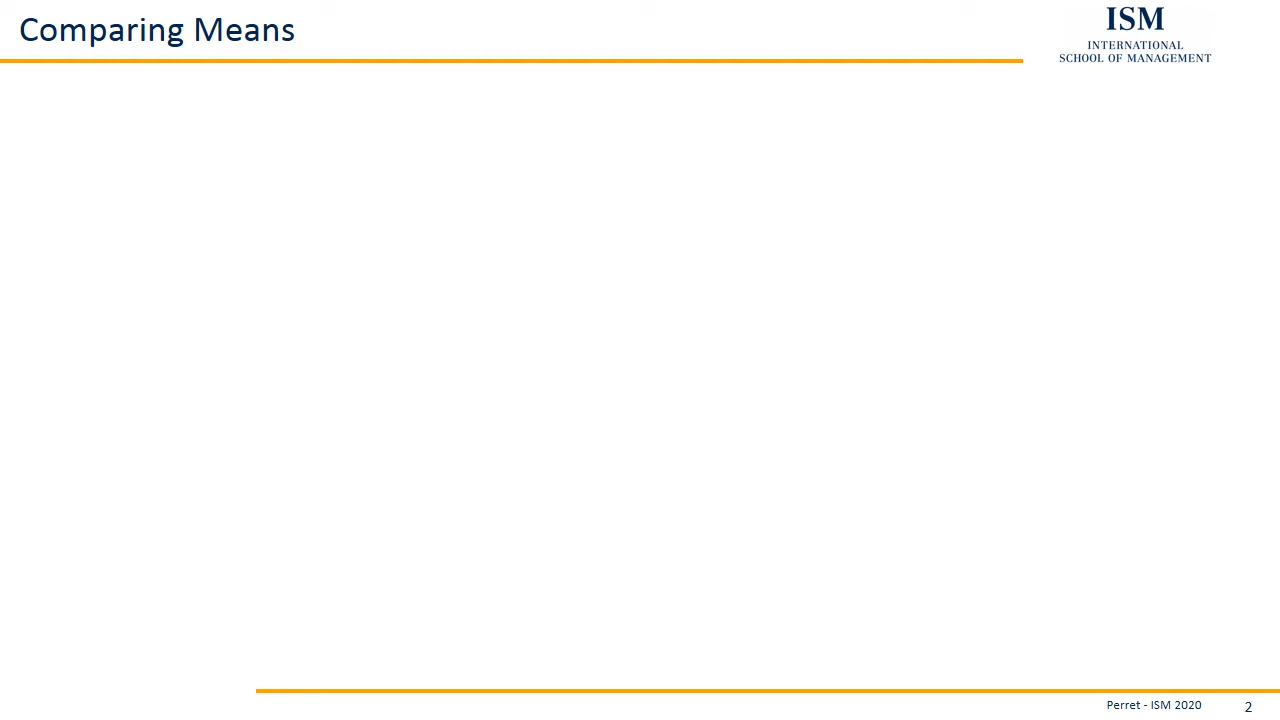 Comparing Means
ISM
INTERNATIONAL
SCHOOL OF MANAGEMENT
Perret - ISM 2020
2